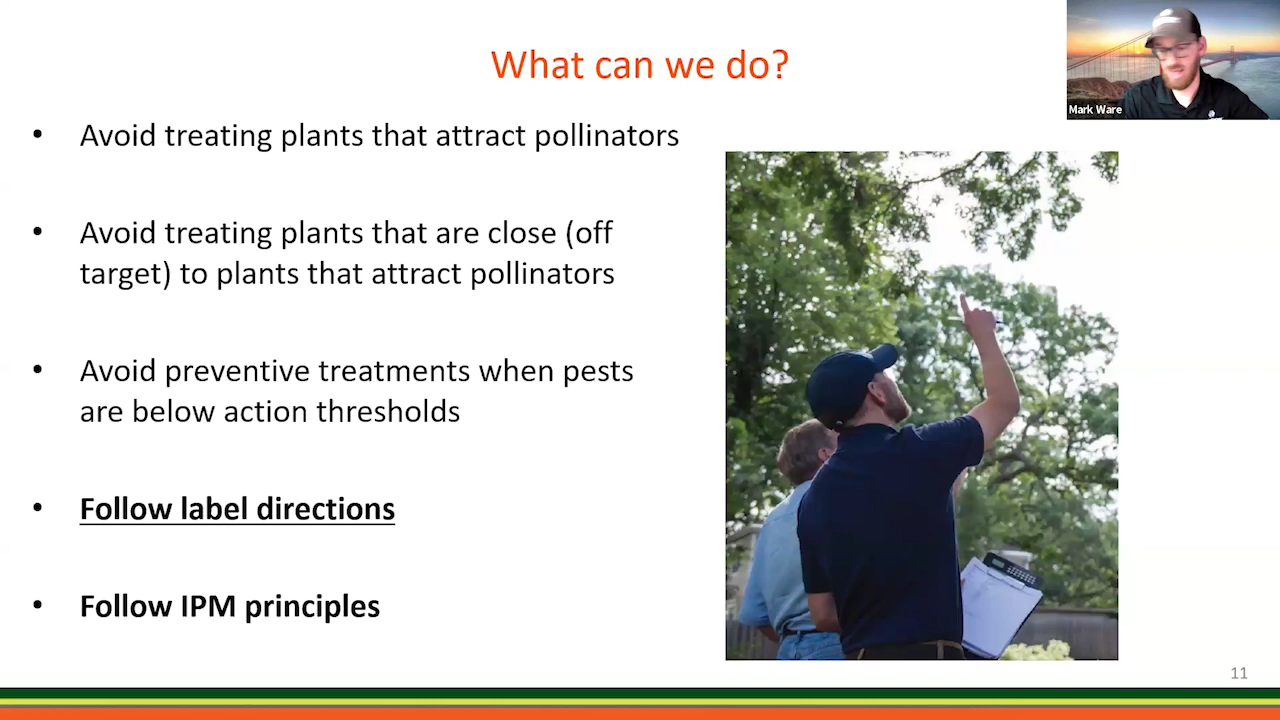 What can we do?
Mark Ware
• Avoid treating plants that attract pollinators
• Avoid treating plants that are close (off
target) to plants that attract pollinators
• Avoid preventive treatments when pests
are below action thresholds
• Follow label directions
• Follow IPM principles
11